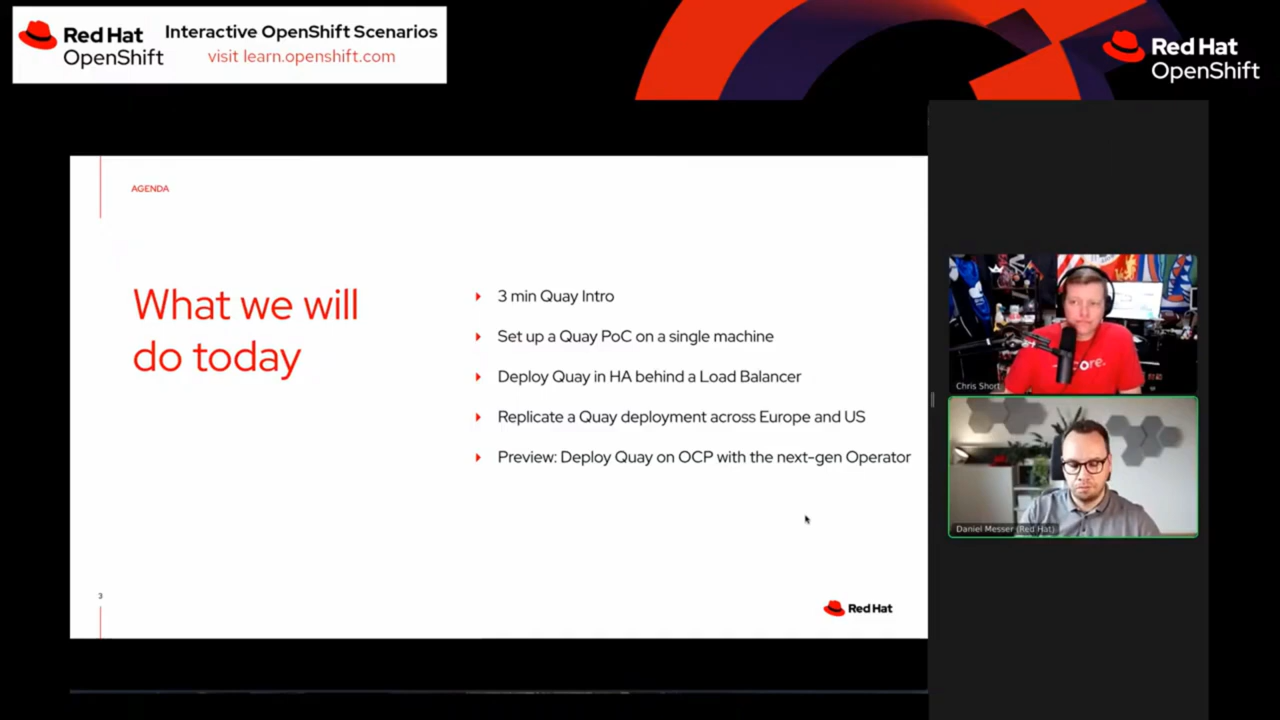 Red Hat
OpenShift
Interactive OpenShift Scenarios
visit learn.openshift.com
Red Hat
OpenShift
AGENDA
What we will
do today
3 min Quay Intro
Set up a Quay PoC on a single machine
Deploy Quay in HA behind a Load Balancer
Replicate a Quay deployment across Europe and US
Preview: Deploy Quay on OCP with the next-gen Operator
3
Red Hat
ore.
Chris Short
Daniel Messer (Red Hat)